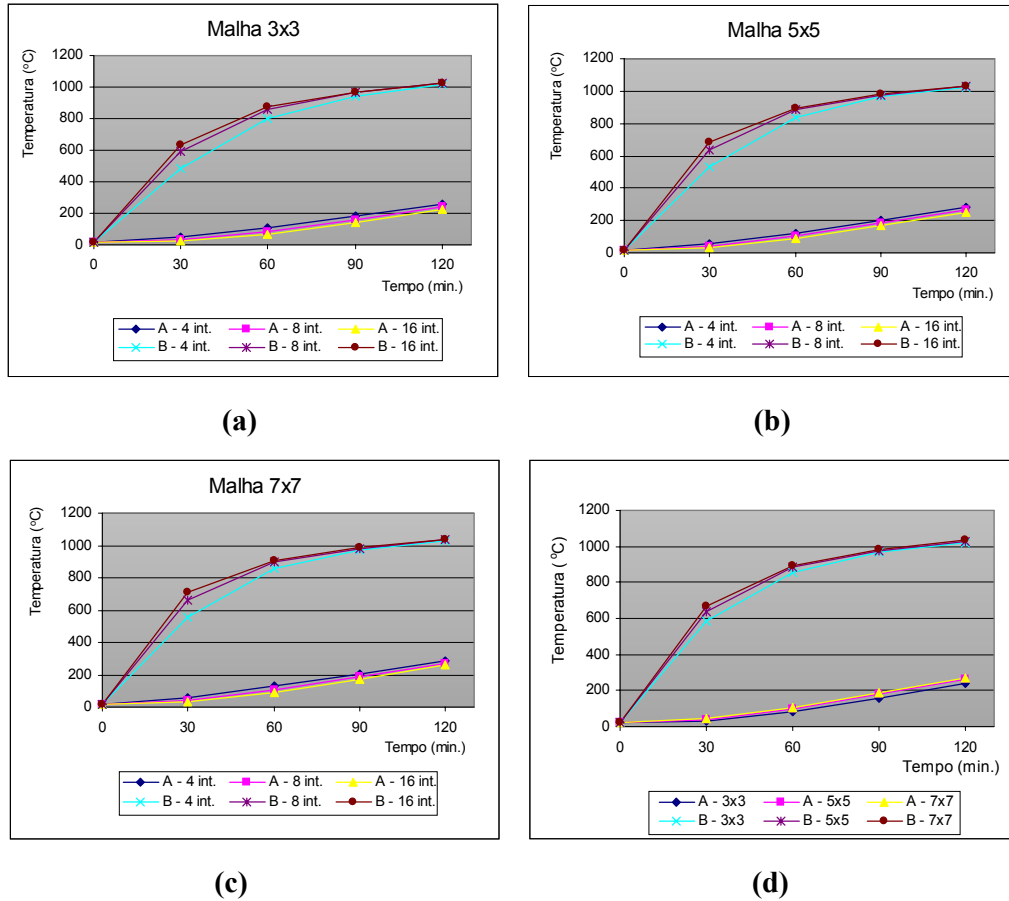 Malha 3x3
Temperatura (°C)
1200
1000
800
600
400
200
0
0 30 60 90 120
Tempo (min.)
A - 4 int. A - 8 int. A - 16 int.
B - 4 int. B - 8 int. B - 16 int.
(a)
Malha 5x5
Temperatura (°C)
1200
1000
800
600
400
200
0
0 30 60 90 120
Tempo (min.)
A - 4 int. A - 8 int. A - 16 int.
B - 4 int. B - 8 int. B - 16 int.
(b)
Malha 7x7
Temperatura (°C)
1200
1000
800
600
400
200
0
0 30 60 90 120
Tempo (min.)
A - 4 int. A - 8 int. A - 16 int.
B - 4 int. B - 8 int. B - 16 int.
(c)
Temperatura (°C)
1200
1000
800
600
400
200
0
0 30 60 90 120
Tempo (min.)
A - 3x3 A - 5x5 A - 7x7
B - 3x3 B - 5x5 B - 7x7
(d)